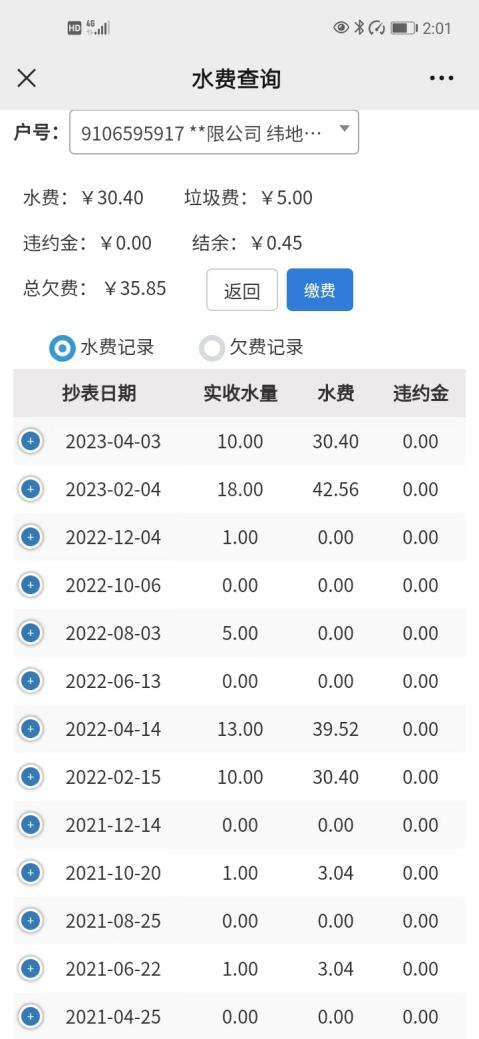 HD 4G 2:01
水费查询
户号： 9106595917 **限公司 纬地…
水费：￥30.40 垃圾费：￥5.00
违约金：￥0.00 结余：￥0.45
总欠费：￥35.85 返回 缴费
水费记录 欠费记录
抄表日期 实收水量 水费 违约金
2023-04-03 10.00 30.40 0.00
2023-02-04 18.00 42.56 0.00
2022-12-04 1.00 0.00 0.00
2022-10-06 0.00 0.00 0.00
2022-08-03 5.00 0.00 0.00
2022-06-13 0.00 0.00 0.00
2022-04-14 13.00 39.52 0.00
2022-02-15 10.00 30.40 0.00
2021-12-14 0.00 0.00 0.00
2021-10-20 1.00 3.04 0.00
2021-08-25 0.00 0.00 0.00
2021-06-22 1.00 3.04 0.00
2021-04-25 0.00 0.00 0.00